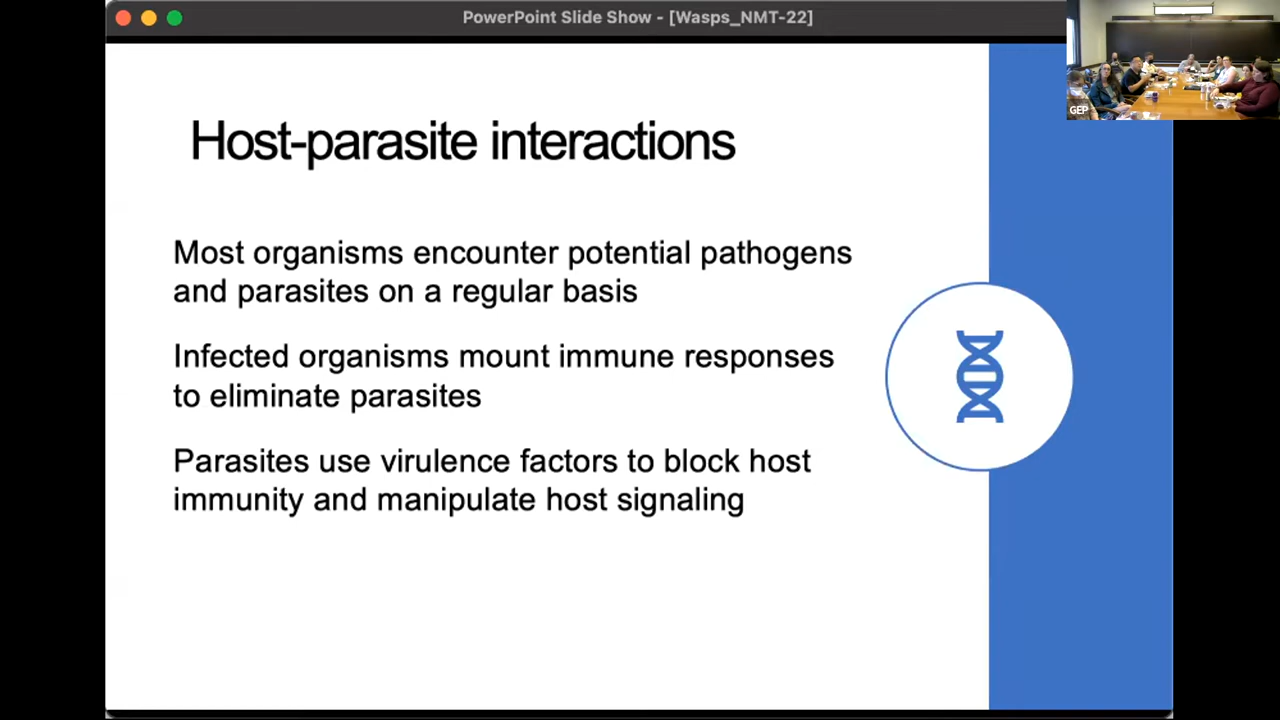 PowerPoint Slide Show - [Wasps_NMT-22]
GEP
Host-parasite interactions
Most organisms encounter potential pathogens
and parasites on a regular basis
Infected organisms mount immune responses
to eliminate parasites
Parasites use virulence factors to block host
immunity and manipulate host signaling